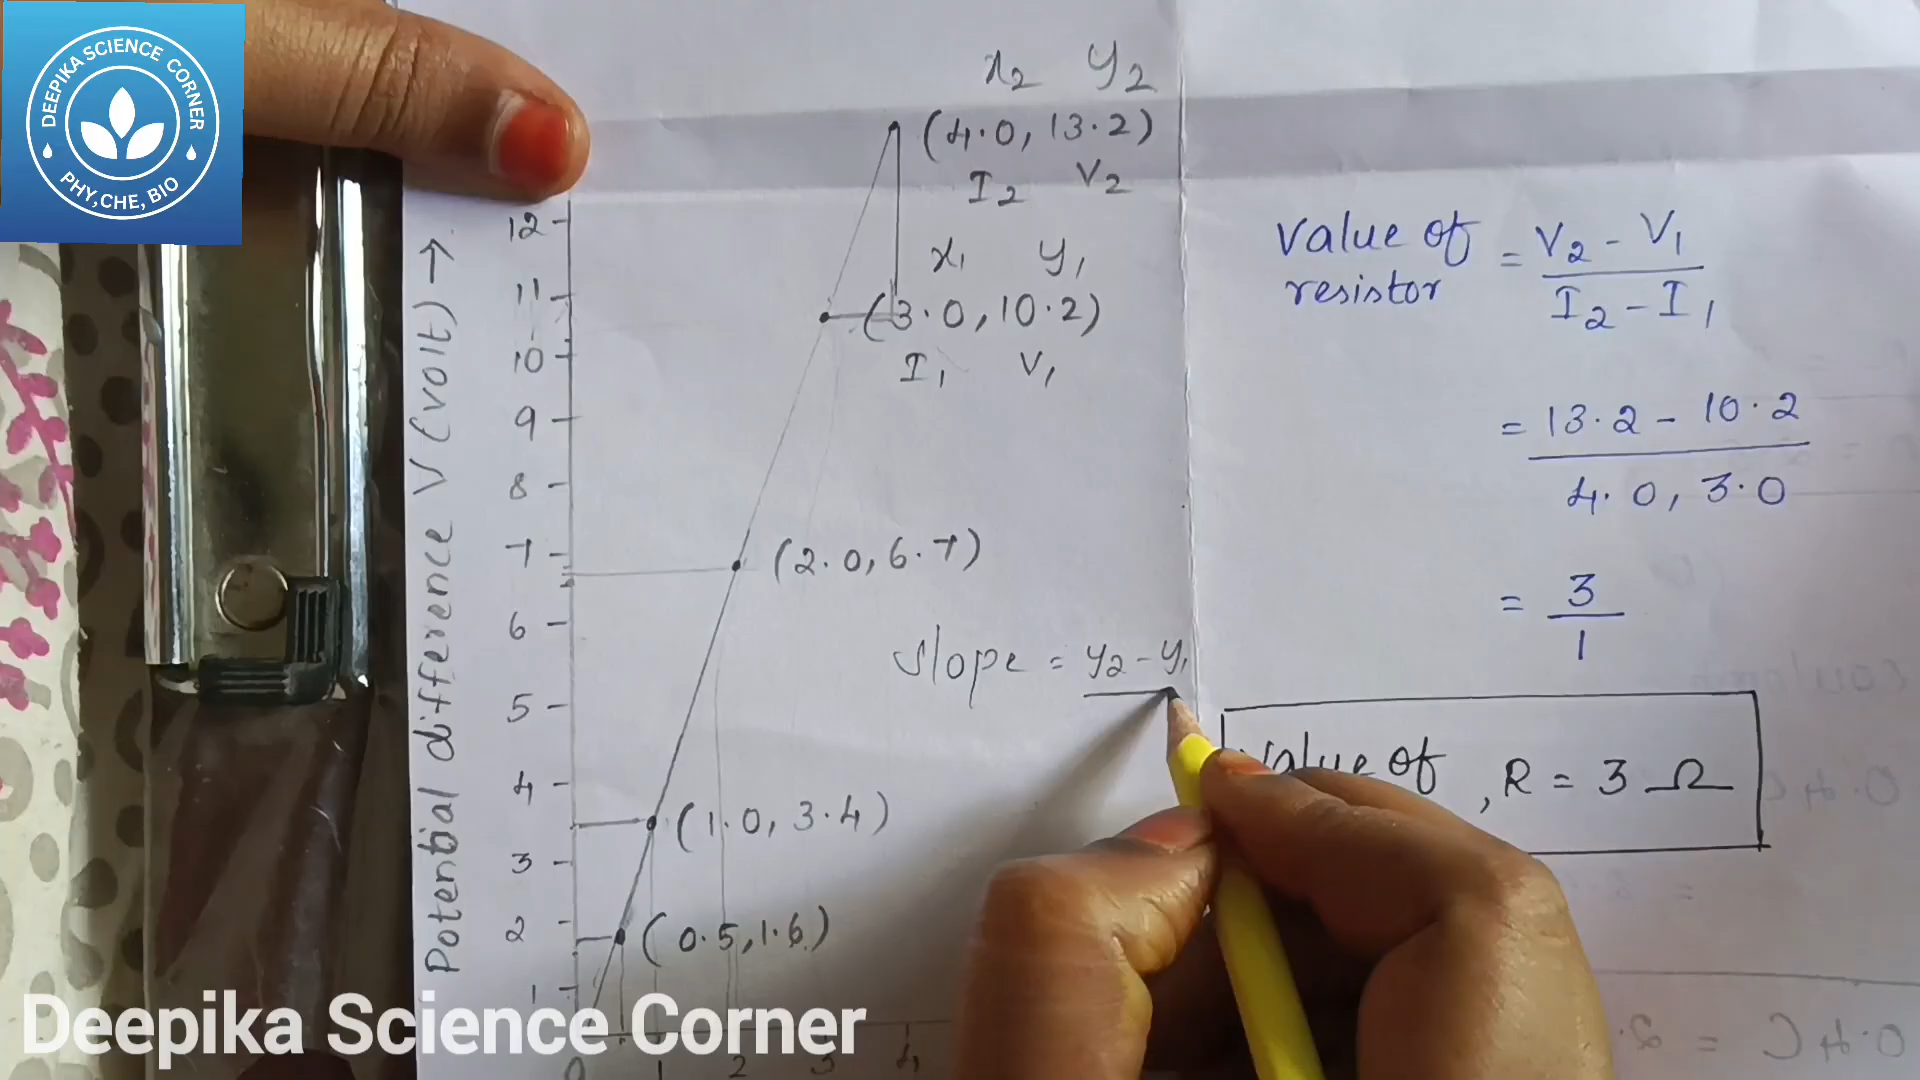 DEEPIKA SCIENCE CORNER
PHY,CHE, BIO
x2 y2
(4.0, 13.2)
I2 V2
x1 y1
(3.0, 10.2)
I1 V1
(2.0, 6.7)
(1.0, 3.4)
(0.5, 1.6)
Potential difference V (volt) →
12
11
10
9
8
7
6
5
4
3
2
1
0 1 2 3 4
slope = y2 - y1
value of resistor = V2 - V1
I2 - I1
= 13.2 - 10.2
4.0, 3.0
= 3
1
value of , R = 3 Ω
Deepika Science Corner